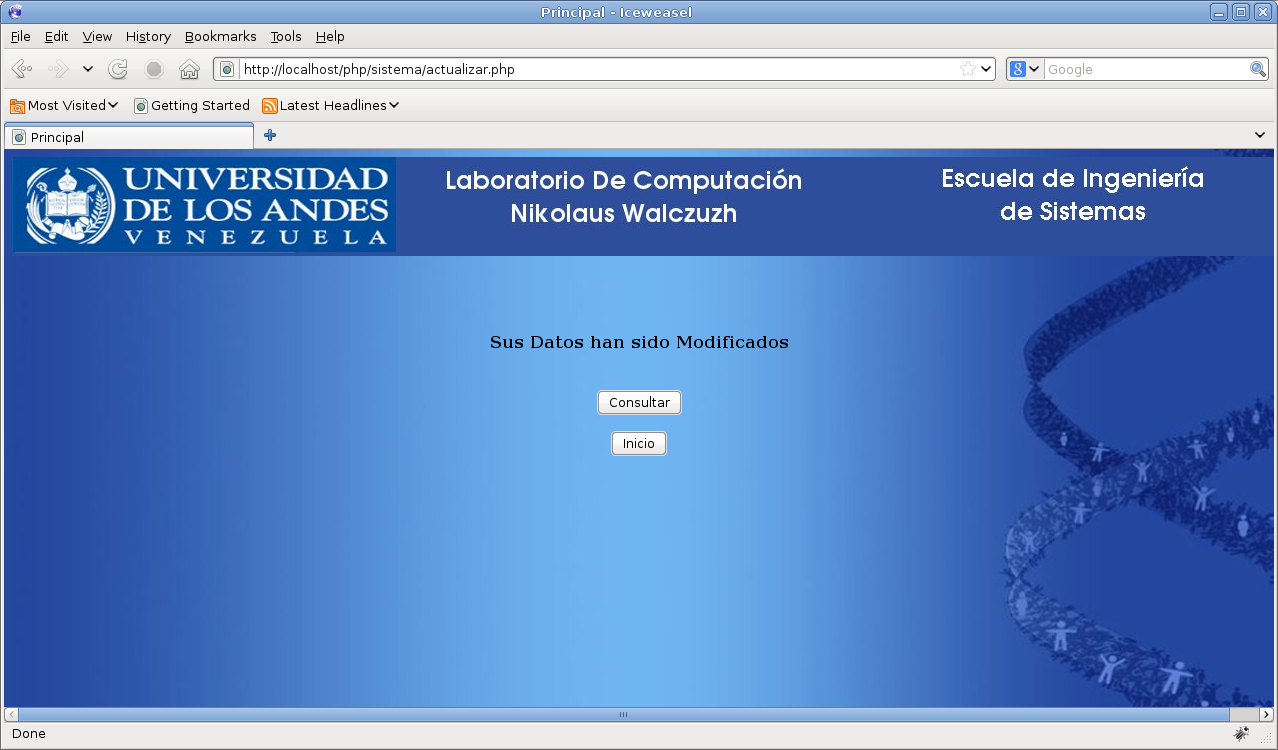 Principal - Iceweasel
File Edit View History Bookmarks Tools Help
http://localhost/php/sistema/actualizar.php
8
Google
Most Visited
Getting Started
Latest Headlines
Principal
UNIVERSIDAD
DE LOS ANDES
VENEZUELA
Laboratorio De Computación
Nikolaus Walczuzh
Escuela de Ingeniería
de Sistemas
Sus Datos han sido Modificados
Consultar
Inicio
Done